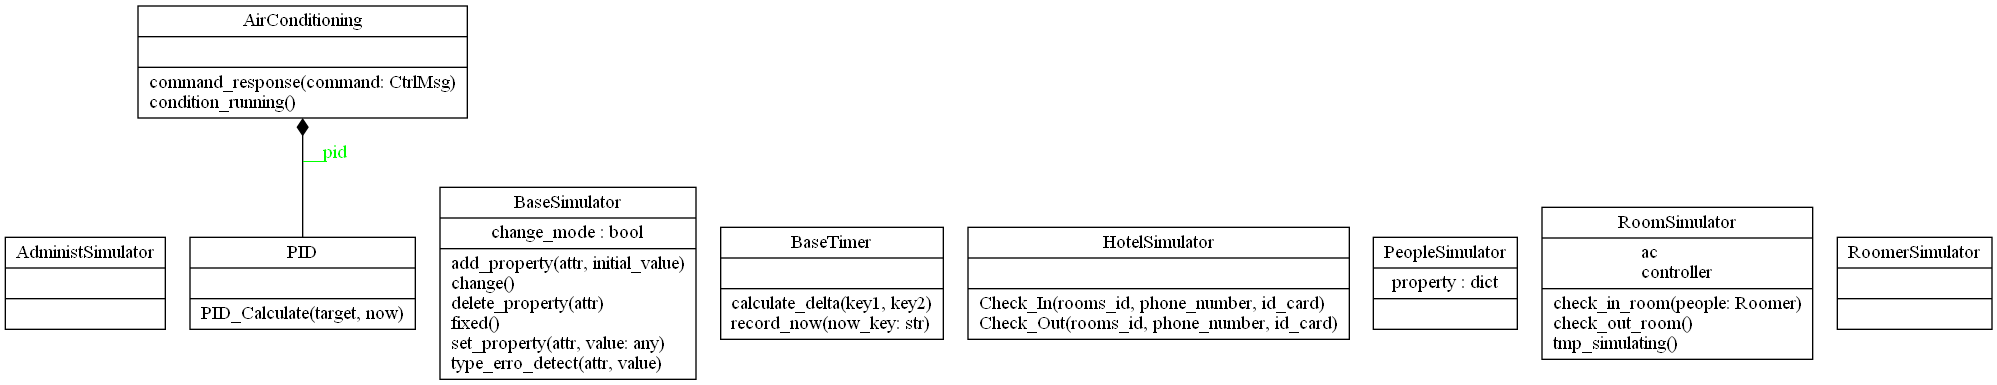 AirConditioning
command_response(command: CtrlMsg)
condition_running()
__pid
AdministSimulator
PID
PID_Calculate(target, now)
BaseSimulator
change_mode : bool
add_property(attr, initial_value)
change()
delete_property(attr)
fixed()
set_property(attr, value: any)
type_erro_detect(attr, value)
BaseTimer
calculate_delta(key1, key2)
record_now(now_key: str)
HotelSimulator
Check_In(rooms_id, phone_number, id_card)
Check_Out(rooms_id, phone_number, id_card)
PeopleSimulator
property : dict
RoomSimulator
ac
controller
check_in_room(people: Roomer)
check_out_room()
tmp_simulating()
RoomerSimulator